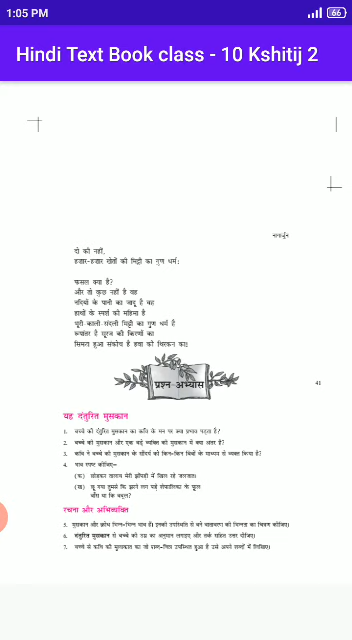 1:05 PM
66
Hindi Text Book class - 10 Kshitij 2
नागार्जुन
दो की नहीं,
हज़ार-हज़ार खेतों की मिट्टी का गुण धर्म:
फसल क्या है?
और तो कुछ नहीं है वह
नदियों के पानी का जादू है वह
हाथों के स्पर्श की महिमा है
भूरी-काली-संदली मिट्टी का गुण धर्म है
रूपांतर है सूरज की किरणों का
सिमटा हुआ संकोच है हवा की थिरकन का!
प्रश्न-अभ्यास
41
यह दंतुरित मुसकान
1. बच्चे की दंतुरित मुसकान का कवि के मन पर क्या प्रभाव पड़ता है?
2. बच्चे की मुसकान और एक बड़े व्यक्ति की मुसकान में क्या अंतर है?
3. कवि ने बच्चे की मुसकान के सौंदर्य को किन-किन बिंबों के माध्यम से व्यक्त किया है?
4. भाव स्पष्ट कीजिए-
(क) छोड़कर तालाब मेरी झोंपड़ी में खिल रहे जलजात।
(ख) छू गया तुमसे कि झरने लग पड़े शेफालिका के फूल
बाँस था कि बबूल?
रचना और अभिव्यक्ति
5. मुसकान और क्रोध भिन्न-भिन्न भाव हैं। इनकी उपस्थिति से बने वातावरण की भिन्नता का चित्रण कीजिए।
6. दंतुरित मुसकान से बच्चे की उम्र का अनुमान लगाइए और तर्क सहित उत्तर दीजिए।
7. बच्चे से कवि की मुलाकात का जो शब्द-चित्र उपस्थित हुआ है उसे अपने शब्दों में लिखिए।